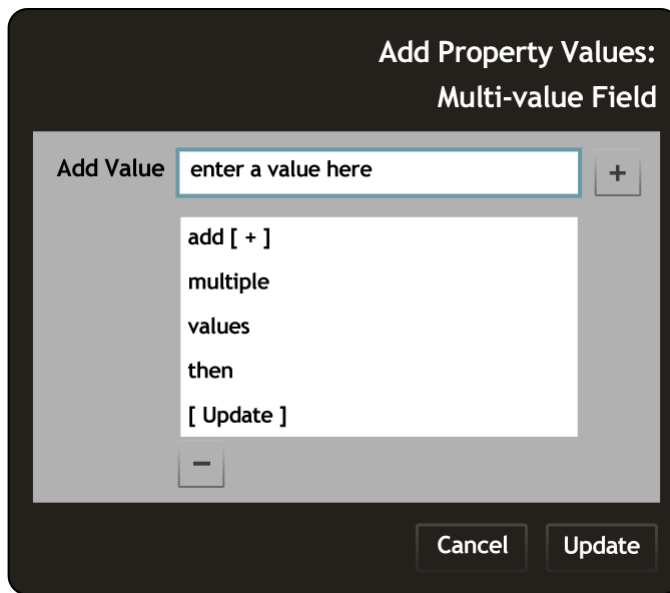 Add Property Values:
Multi-value Field
Add Value enter a value here +
add [ + ]
multiple
values
then
[ Update ]
–
Cancel Update